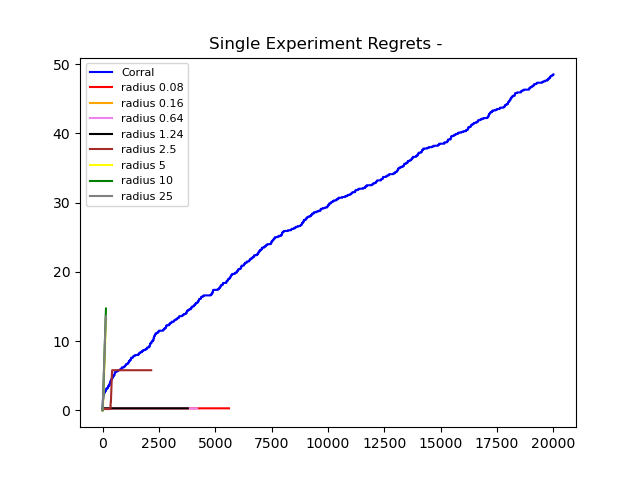 Single Experiment Regrets -
50
40
30
20
10
0
Corral
radius 0.08
radius 0.16
radius 0.64
radius 1.24
radius 2.5
radius 5
radius 10
radius 25
0 2500 5000 7500 10000 12500 15000 17500 20000